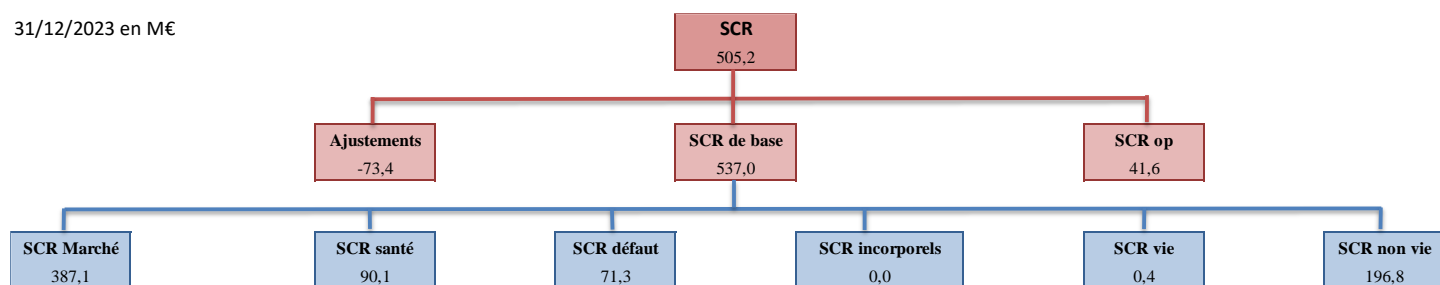 31/12/2023 en M€
SCR
505,2
Ajustements
-73,4
SCR de base
537,0
SCR op
41,6
SCR Marché
387,1
SCR santé
90,1
SCR défaut
71,3
SCR incorporels
0,0
SCR vie
0,4
SCR non vie
196,8